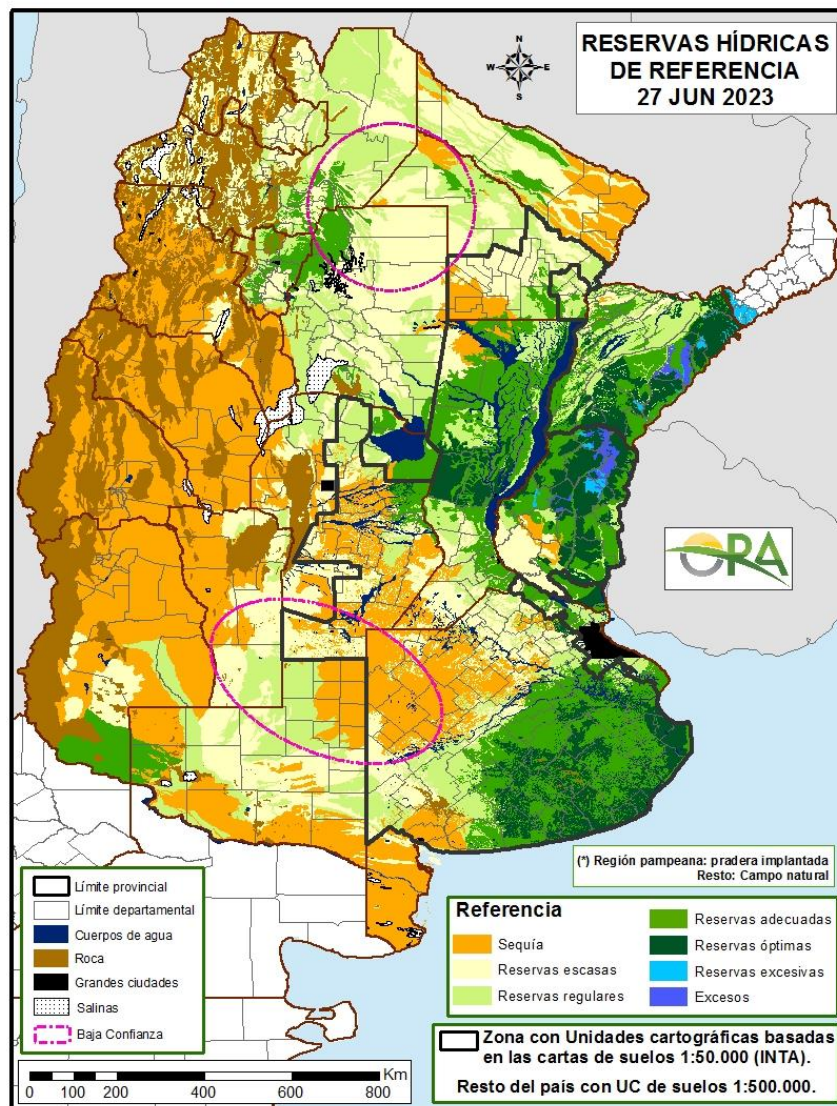 RESERVAS HÍDRICAS
DE REFERENCIA
27 JUN 2023
N
W
E
S
ORA
(*) Región pampeana: pradera implantada
Resto: Campo natural
Límite provincial
Límite departamental
Cuerpos de agua
Roca
Grandes ciudades
Salinas
Baja Confianza
Referencia
Sequía
Reservas escasas
Reservas regulares
Reservas adecuadas
Reservas óptimas
Reservas excesivas
Excesos
Zona con Unidades cartográficas basadas
en las cartas de suelos 1:50.000 (INTA).
Resto del país con UC de suelos 1:500.000.
Km
0 100 200 400 600 800